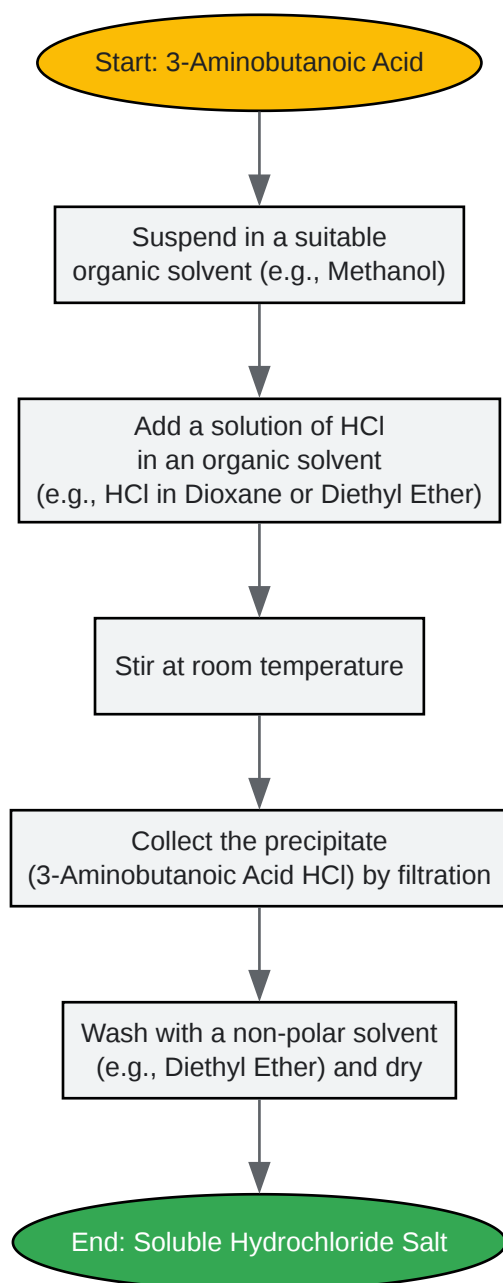 Start: 3-Aminobutanoic Acid
Suspend in a suitable
organic solvent (e.g., Methanol)
Add a solution of HCl
in an organic solvent
(e.g., HCl in Dioxane or Diethyl Ether)
Stir at room temperature
Collect the precipitate
(3-Aminobutanoic Acid HCl) by filtration
Wash with a non-polar solvent
(e.g., Diethyl Ether) and dry
End: Soluble Hydrochloride Salt